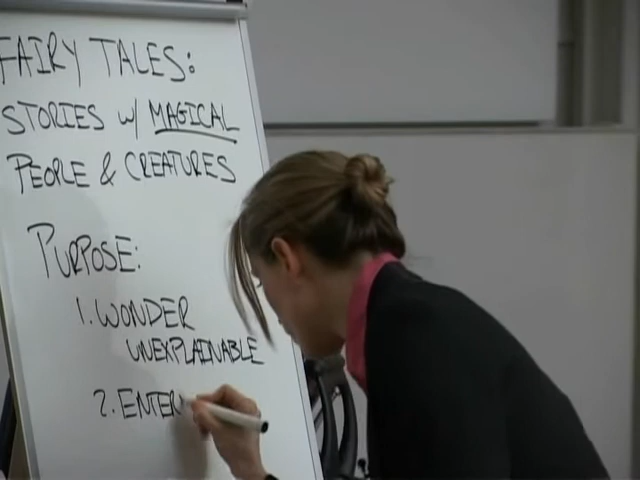 FAIRY TALES:
STORIES W/ MAGICAL
PEOPLE & CREATURES
PURPOSE:
1. WONDER
UNEXPLAINABLE
2. ENTER